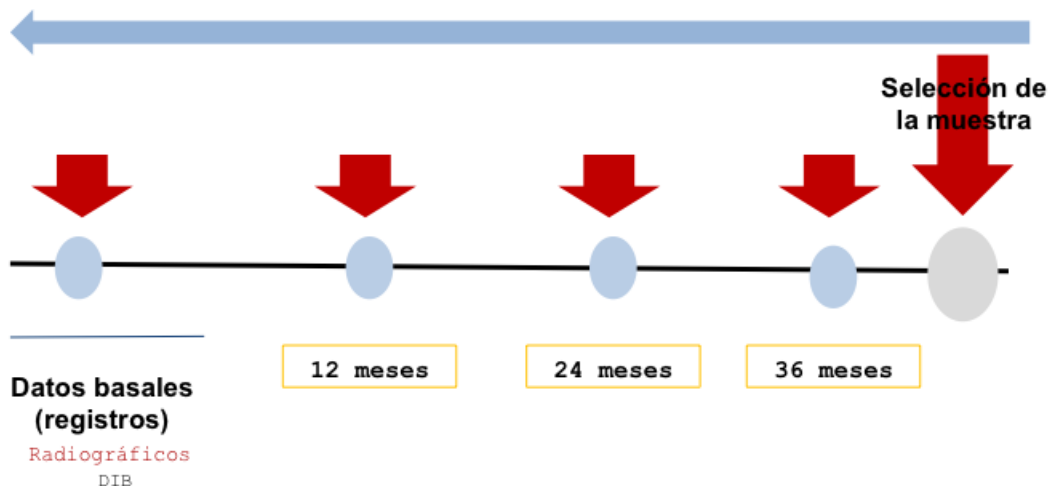 Selección de
la muestra
12 meses
24 meses
36 meses
Datos basales
(registros)
Radiográficos
DIB